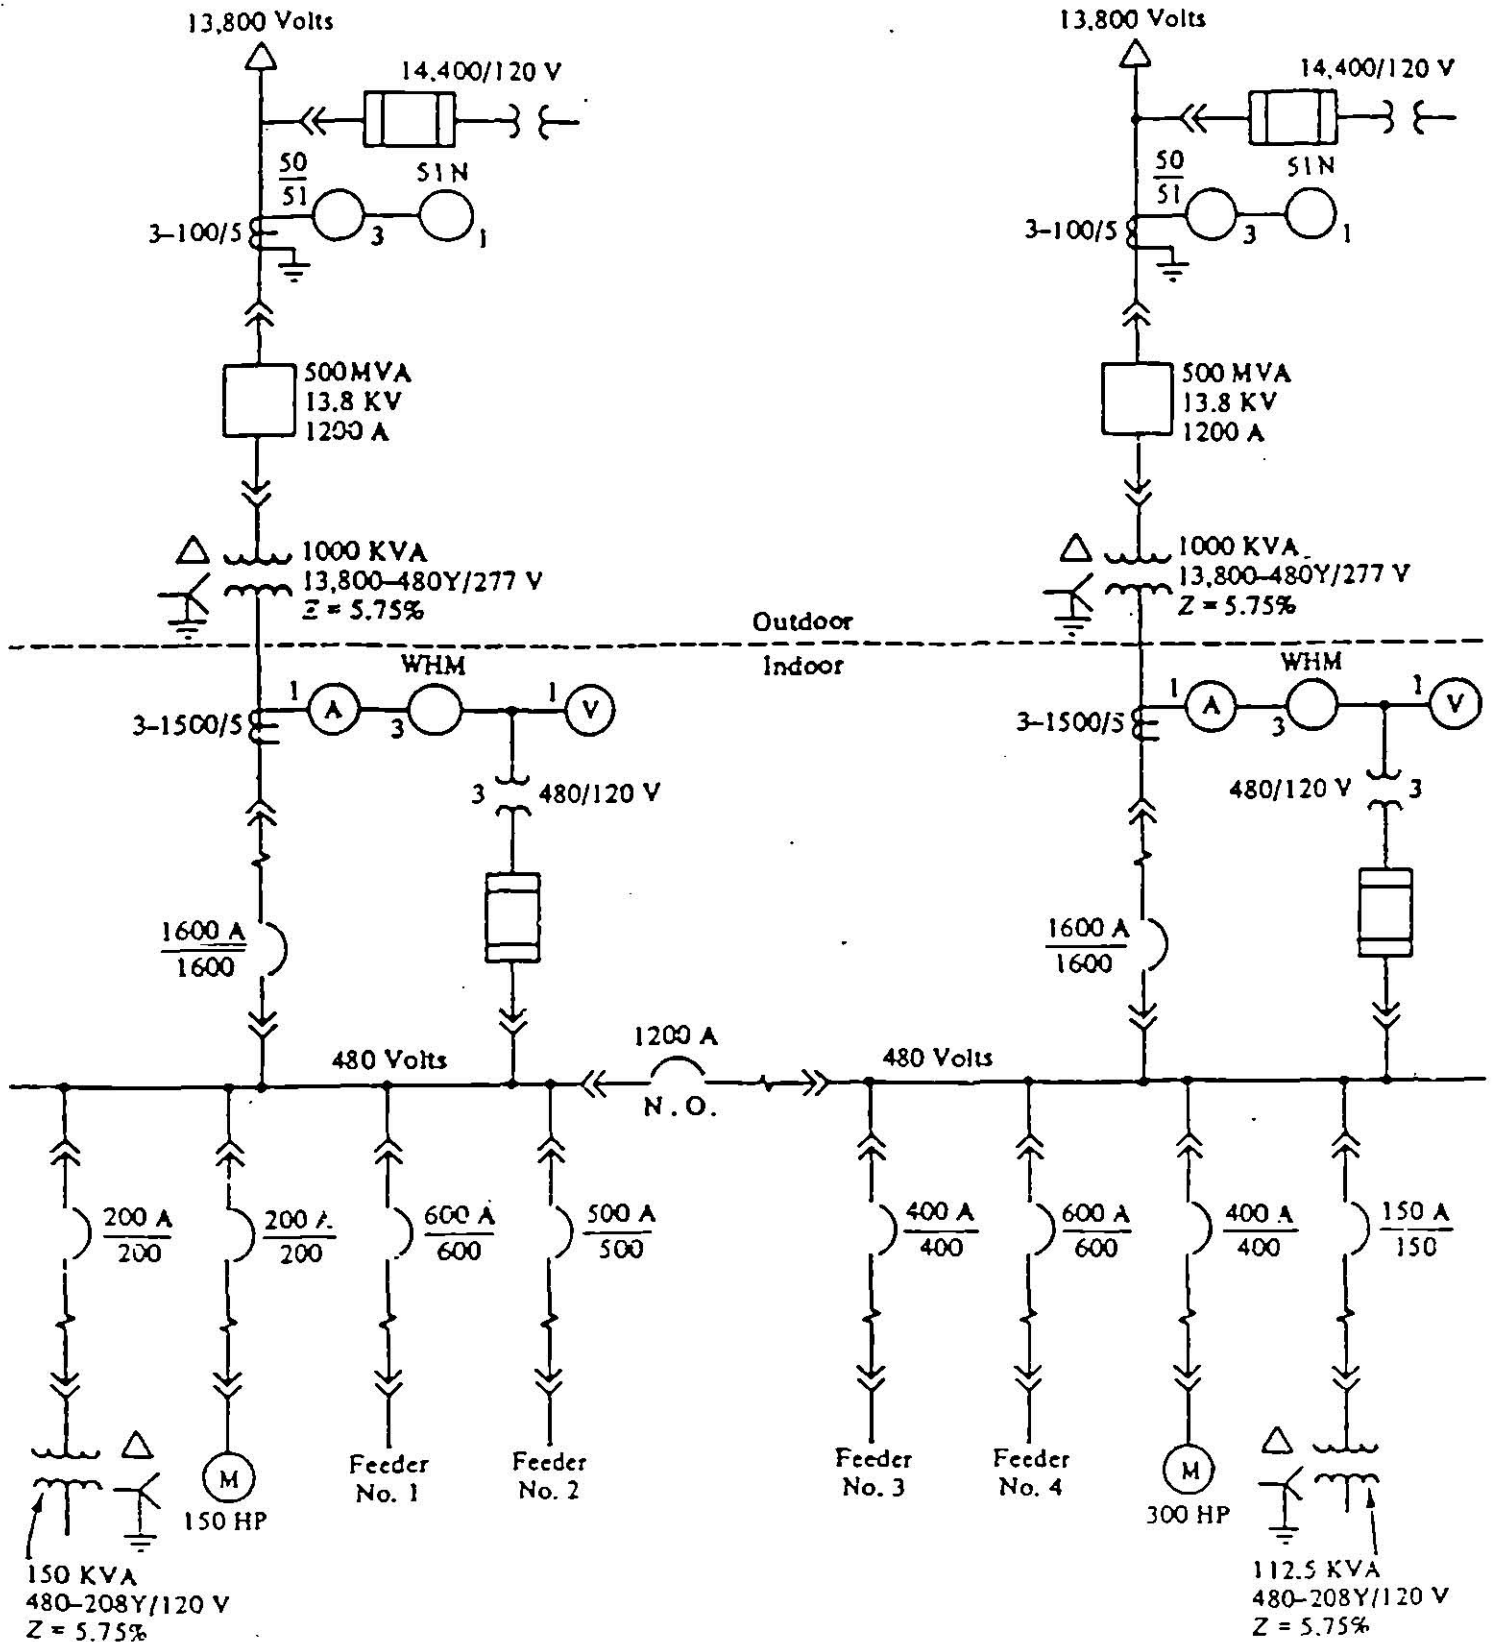 13,800 Volts
13,800 Volts
14,400/120 V
14,400/120 V
50
51
51N
50
51
51N
3-100/5
3
1
3-100/5
3
1
500 MVA
13.8 KV
1200 A
500 MVA
13.8 KV
1200 A
1000 KVA
13,800-480Y/277 V
Z = 5.75%
1000 KVA
13,800-480Y/277 V
Z = 5.75%
Outdoor
Indoor
WHM
WHM
1
A
3
1
V
3-1500/5
1
A
3
1
V
3-1500/5
3
480/120 V
480/120 V
3
1600 A
1600
1600 A
1600
480 Volts
1200 A
N.O.
480 Volts
200 A
200
200 A
200
600 A
600
500 A
500
400 A
400
600 A
600
400 A
400
150 A
150
M
150 HP
Feeder
No. 1
Feeder
No. 2
Feeder
No. 3
Feeder
No. 4
M
300 HP
150 KVA
480-208Y/120 V
Z = 5.75%
112.5 KVA
480-208Y/120 V
Z = 5.75%